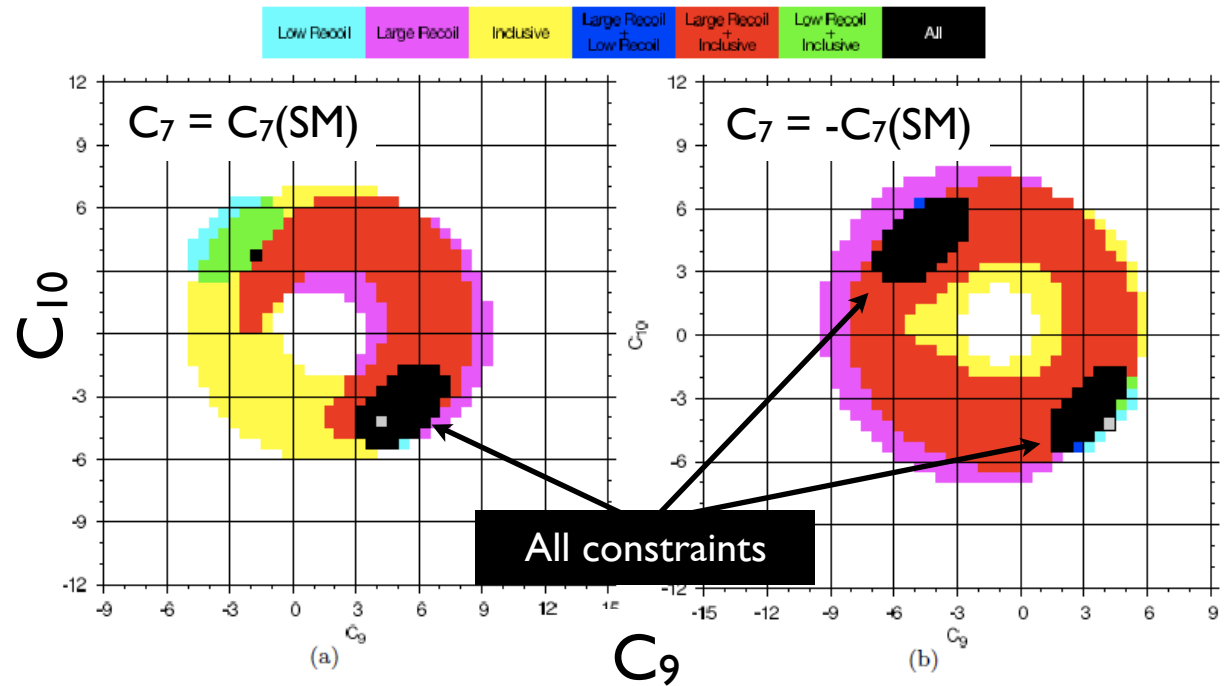 Low Recoil Large Recoil Inclusive Large Recoil + Low Recoil Large Recoil + Inclusive Low Recoil + Inclusive All
C₇ = C₇(SM)
C₇ = -C₇(SM)
12
9
6
-3
-6
-9
-12
C₁₀
-9 -6 -3 0 3 6 9 12
C₉
(a)
12
9
6
3
0
-3
-6
-9
-12
C₁₀
-15 -12 -9 -6 -3 0 3 6 9
C₉
(b)
All constraints
C₉